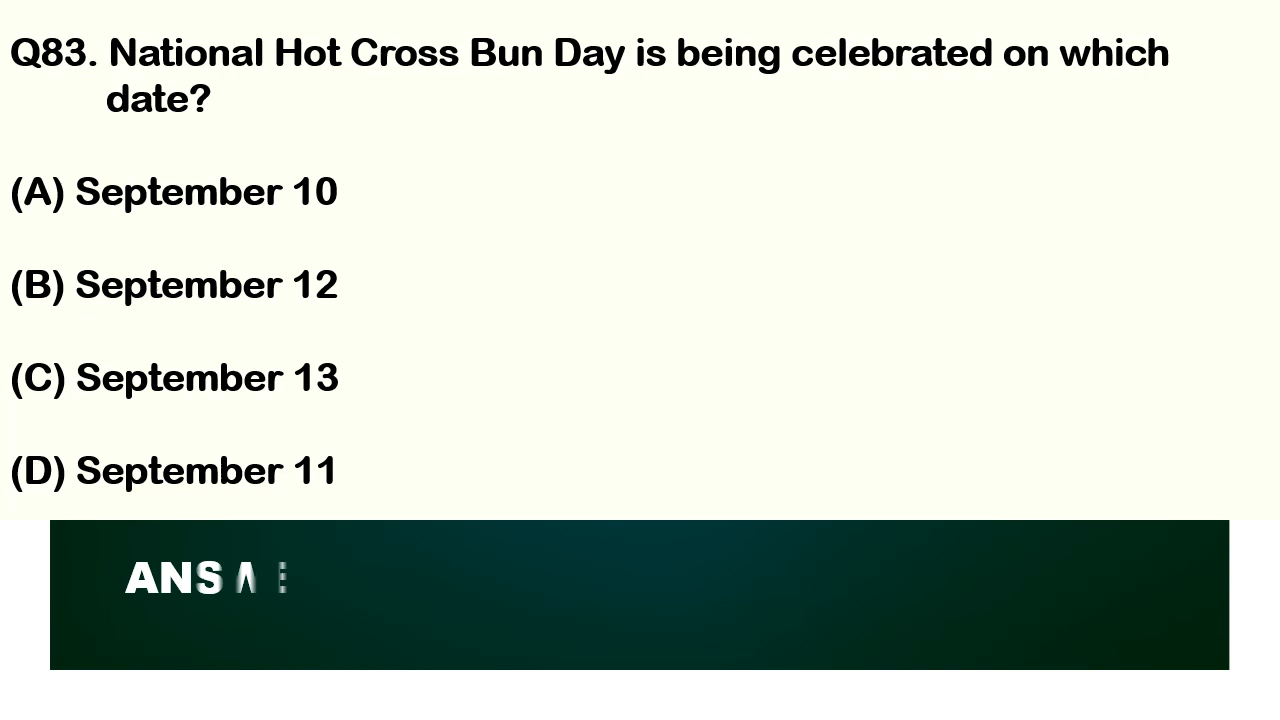 Q83. National Hot Cross Bun Day is being celebrated on which
date?
(A) September 10
(B) September 12
(C) September 13
(D) September 11
ANS